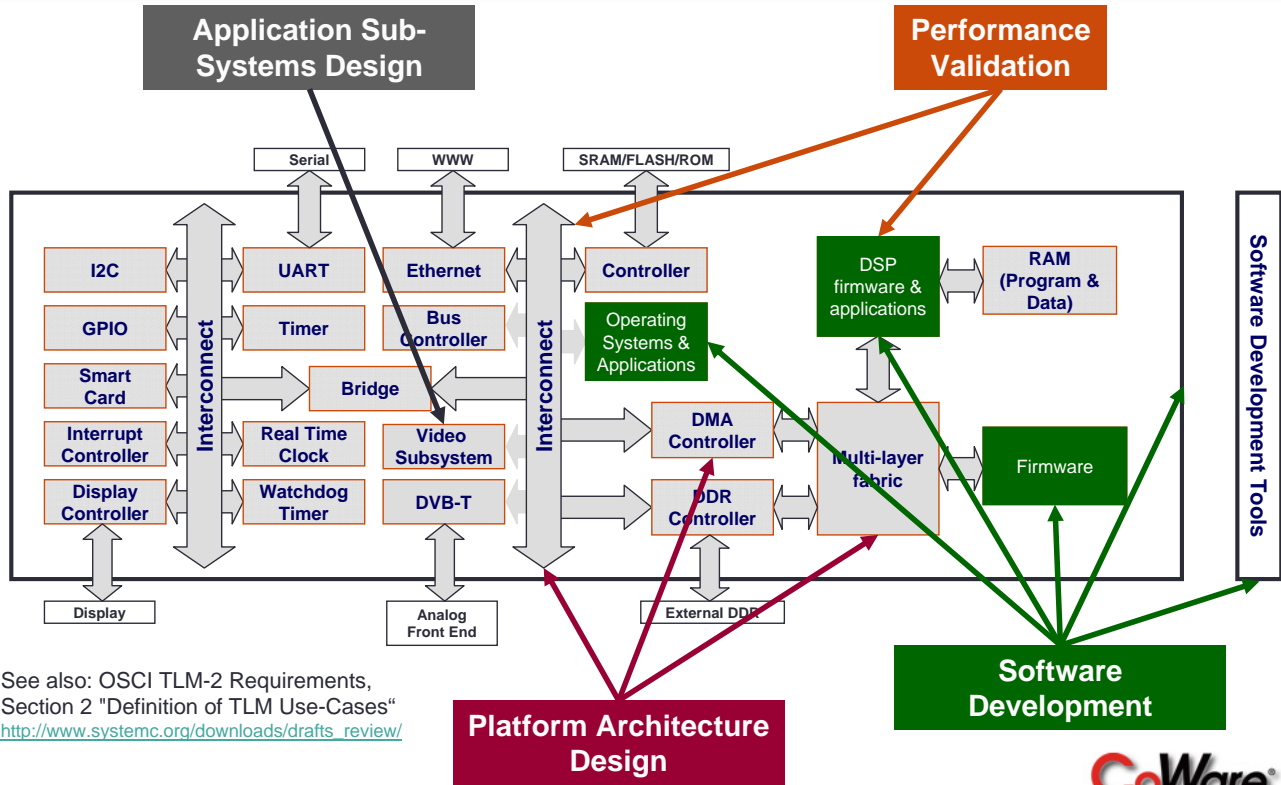 Application Sub-
Systems Design
Performance
Validation
Serial
WWW
SRAM/FLASH/ROM
I2C
UART
Ethernet
Controller
DSP
firmware &
applications
RAM
(Program &
Data)
GPIO
Timer
Bus
Controller
Operating
Systems &
Applications
Smart
Card
Bridge
Interconnect
Interconnect
Interrupt
Controller
Real Time
Clock
Video
Subsystem
DMA
Controller
Multi-layer
fabric
Firmware
Display
Controller
Watchdog
Timer
DVB-T
DDR
Controller
Software Development Tools
Display
Analog
Front End
External DDR
See also: OSCI TLM-2 Requirements,
Section 2 "Definition of TLM Use-Cases“
http://www.systemc.org/downloads/drafts_review/
Platform Architecture
Design
Software
Development
CoWare®